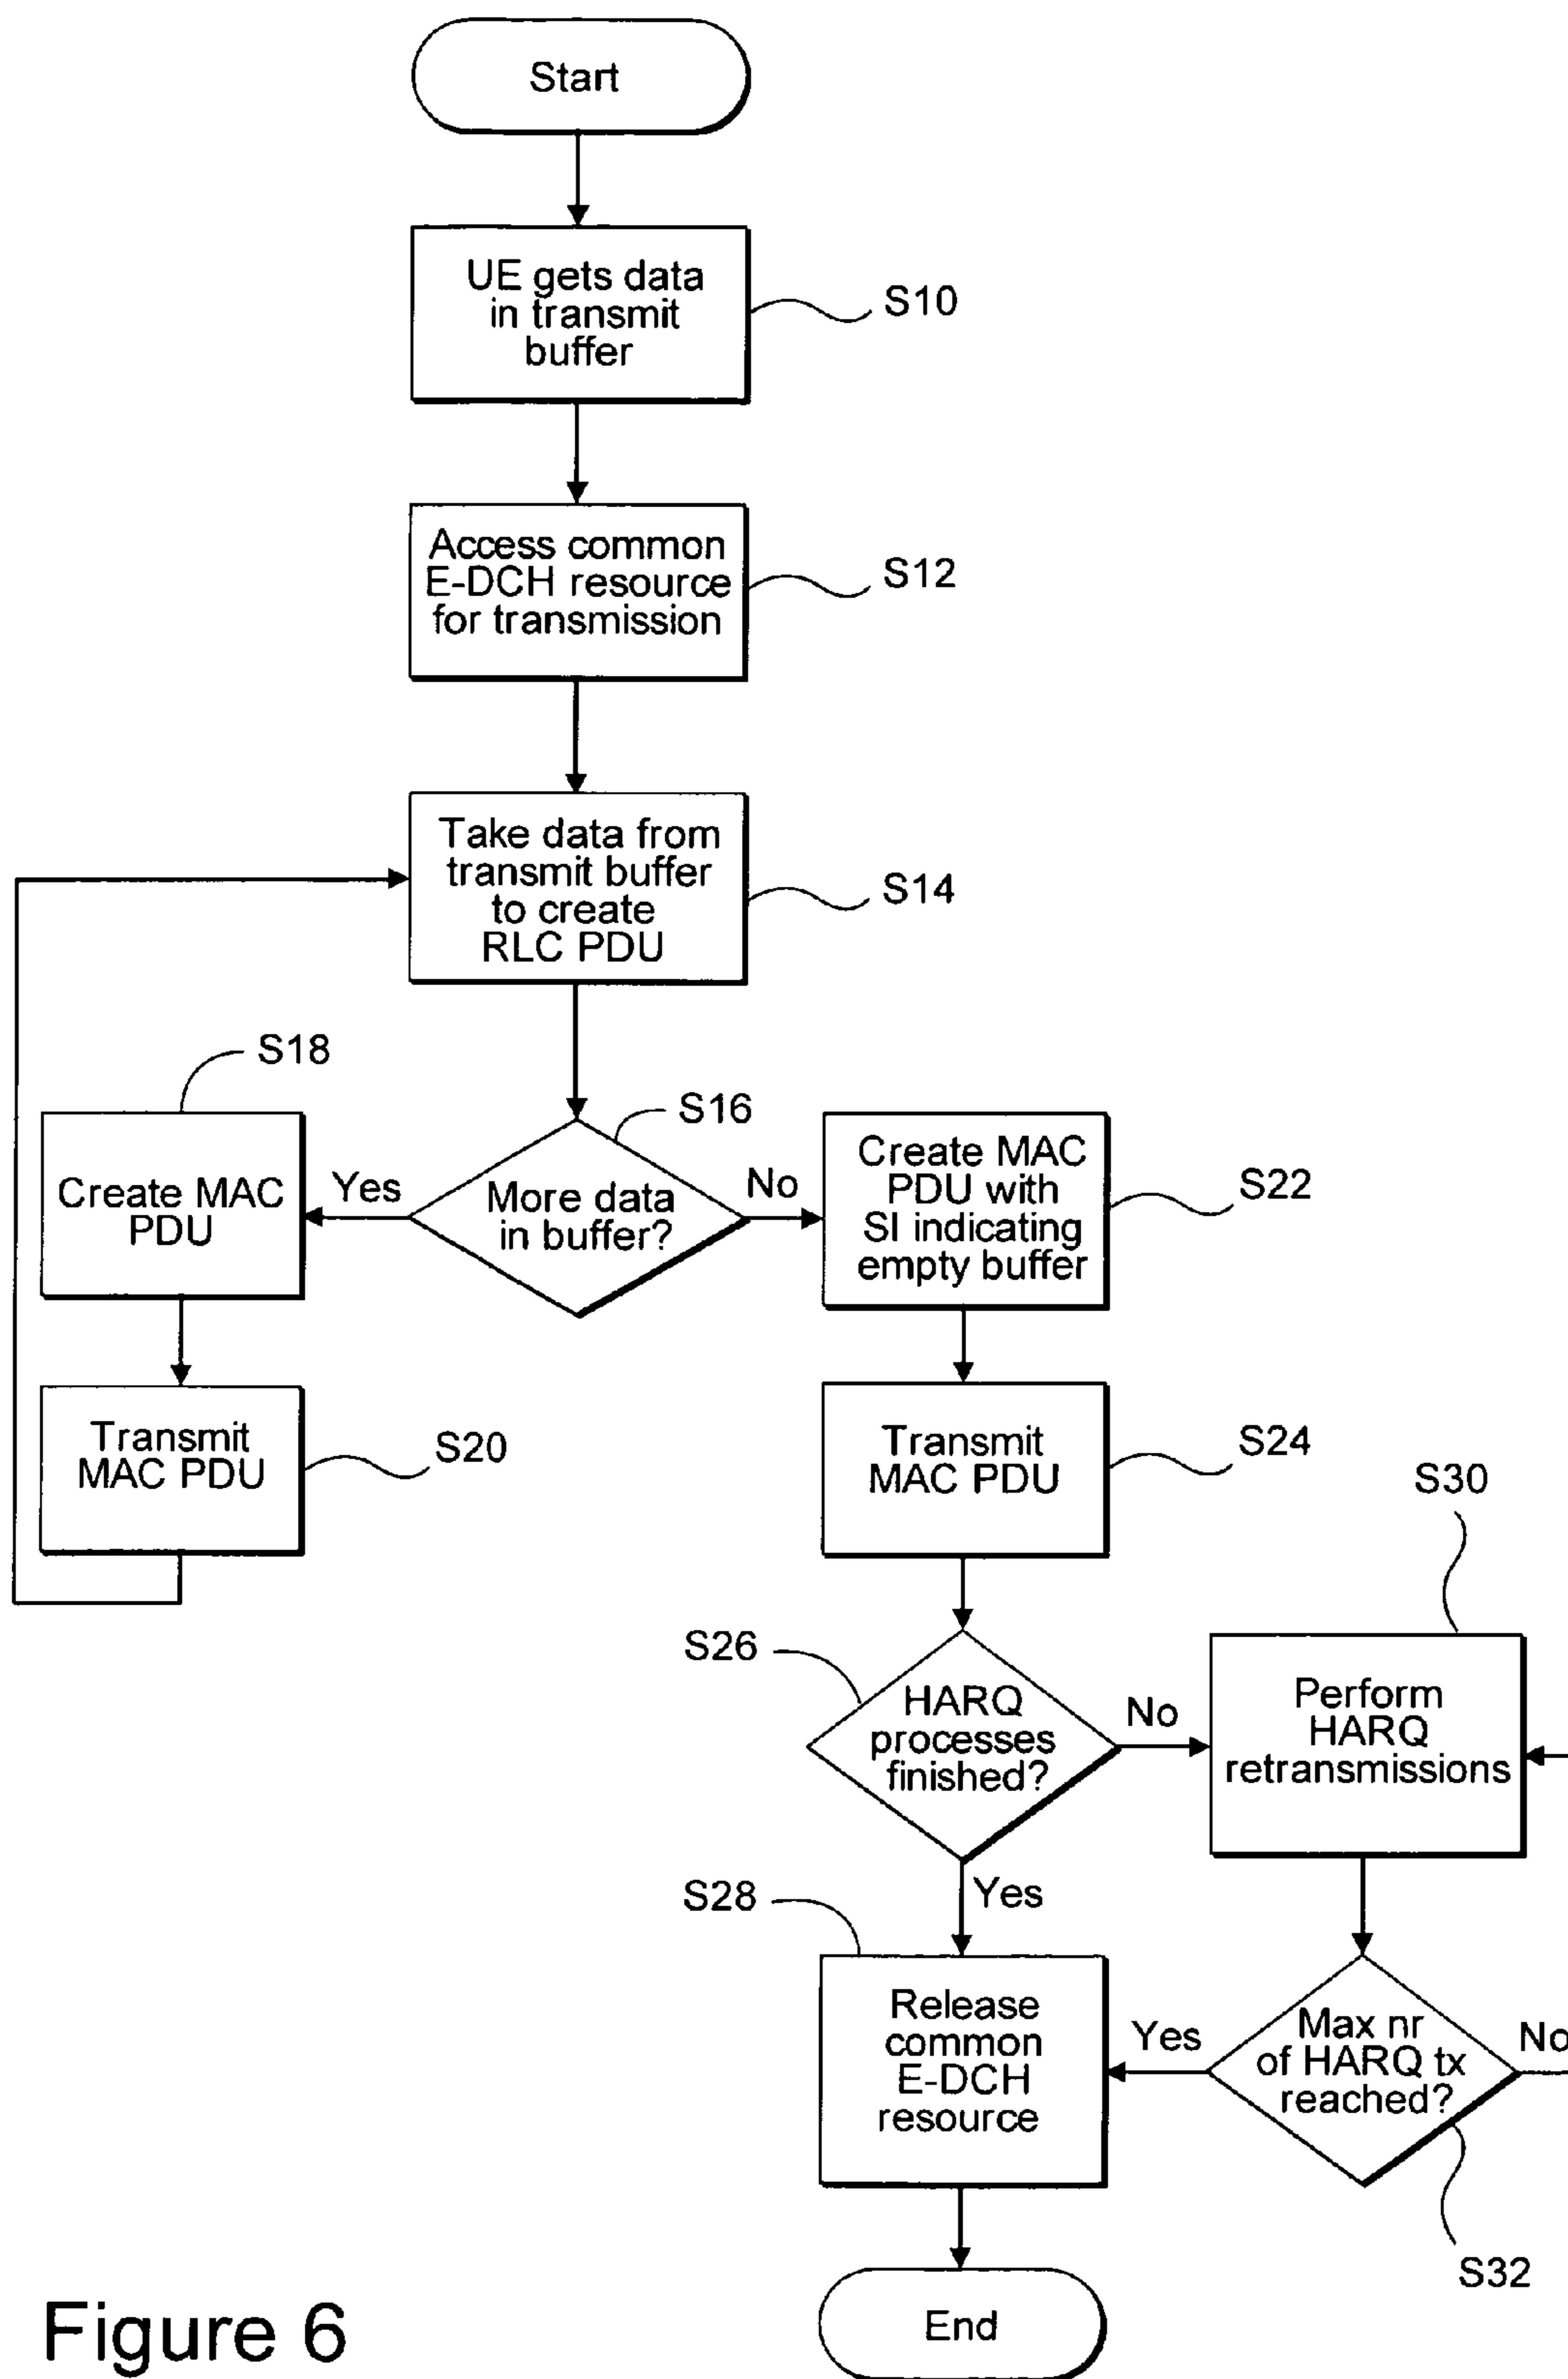 Start
UE gets data
in transmit
buffer
S10
Access common
E-DCH resource
for transmission
S12
Take data from
transmit buffer
to create
RLC PDU
S14
S18
S16
Create MAC
PDU
Yes
More data
in buffer?
No
Create MAC
PDU with
SI indicating
empty buffer
S22
Transmit
MAC PDU
S20
Transmit
MAC PDU
S24
S30
S26
HARQ
processes
finished?
No
Perform
HARQ
retransmissions
Yes
S28
Release
common
E-DCH
resource
Yes
Max nr
of HARQ tx
reached?
No
S32
End
Figure 6